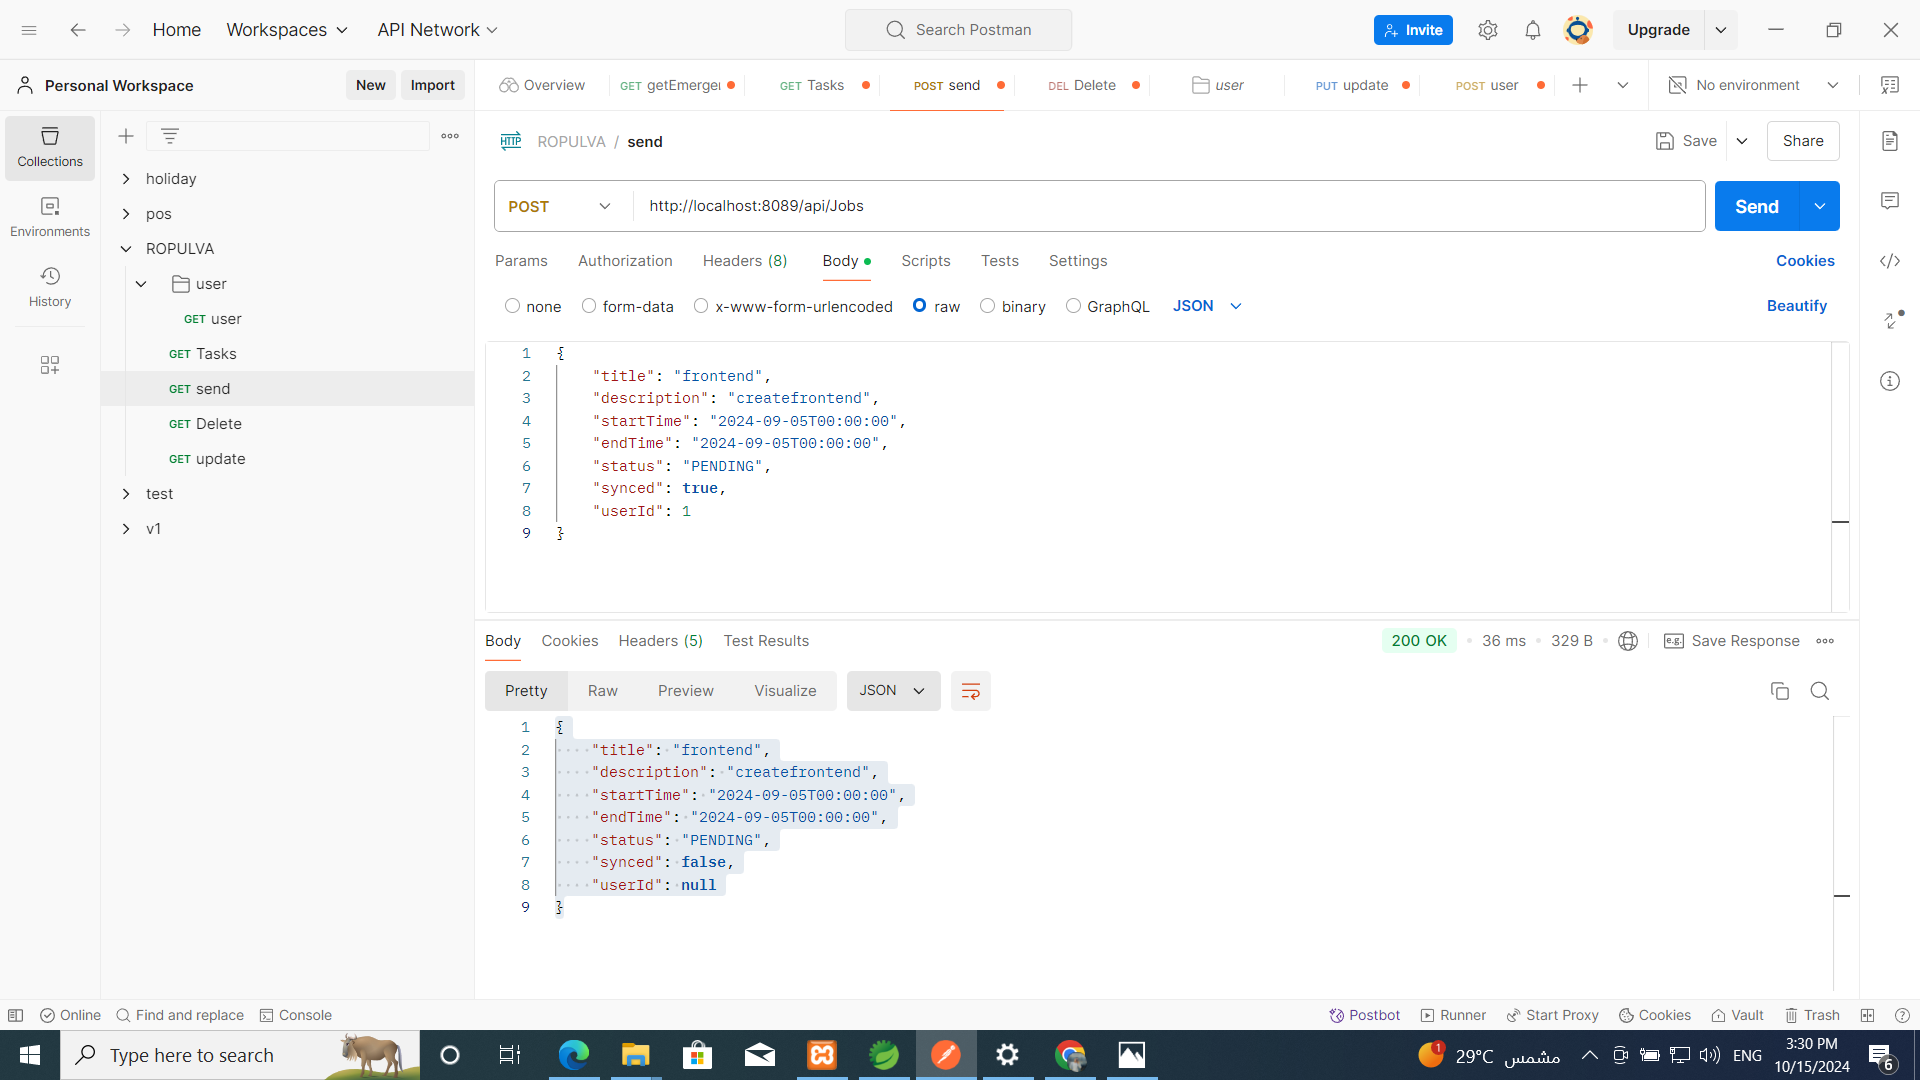 Home
Workspaces
API Network
Search Postman
Invite
Upgrade
Personal Workspace
New
Import
Overview
GET getEmerger
GET Tasks
POST send
DEL Delete
user
PUT update
POST user
No environment
Collections
Environments
History
holiday
pos
ROPULVA
user
GET user
GET Tasks
GET send
GET Delete
GET update
test
v1
HTTP ROPULVA / send
Save
Share
POST http://localhost:8089/api/Jobs
Send
Params Authorization Headers (8) Body Scripts Tests Settings Cookies
none form-data x-www-form-urlencoded raw binary GraphQL JSON Beautify
1 {
2 "title": "frontend",
3 "description": "createfrontend",
4 "startTime": "2024-09-05T00:00:00",
5 "endTime": "2024-09-05T00:00:00",
6 "status": "PENDING",
7 "synced": true,
8 "userId": 1
9 }
Body Cookies Headers (5) Test Results 200 OK 36 ms 329 B e.g. Save Response
Pretty Raw Preview Visualize JSON
1 {
2 "title": "frontend",
3 "description": "createfrontend",
4 "startTime": "2024-09-05T00:00:00",
5 "endTime": "2024-09-05T00:00:00",
6 "status": "PENDING",
7 "synced": false,
8 "userId": null
9 }
Online Find and replace Console Postbot Runner Start Proxy Cookies Vault Trash
Type here to search
1
29°C مشمس
ENG
3:30 PM
10/15/2024
6